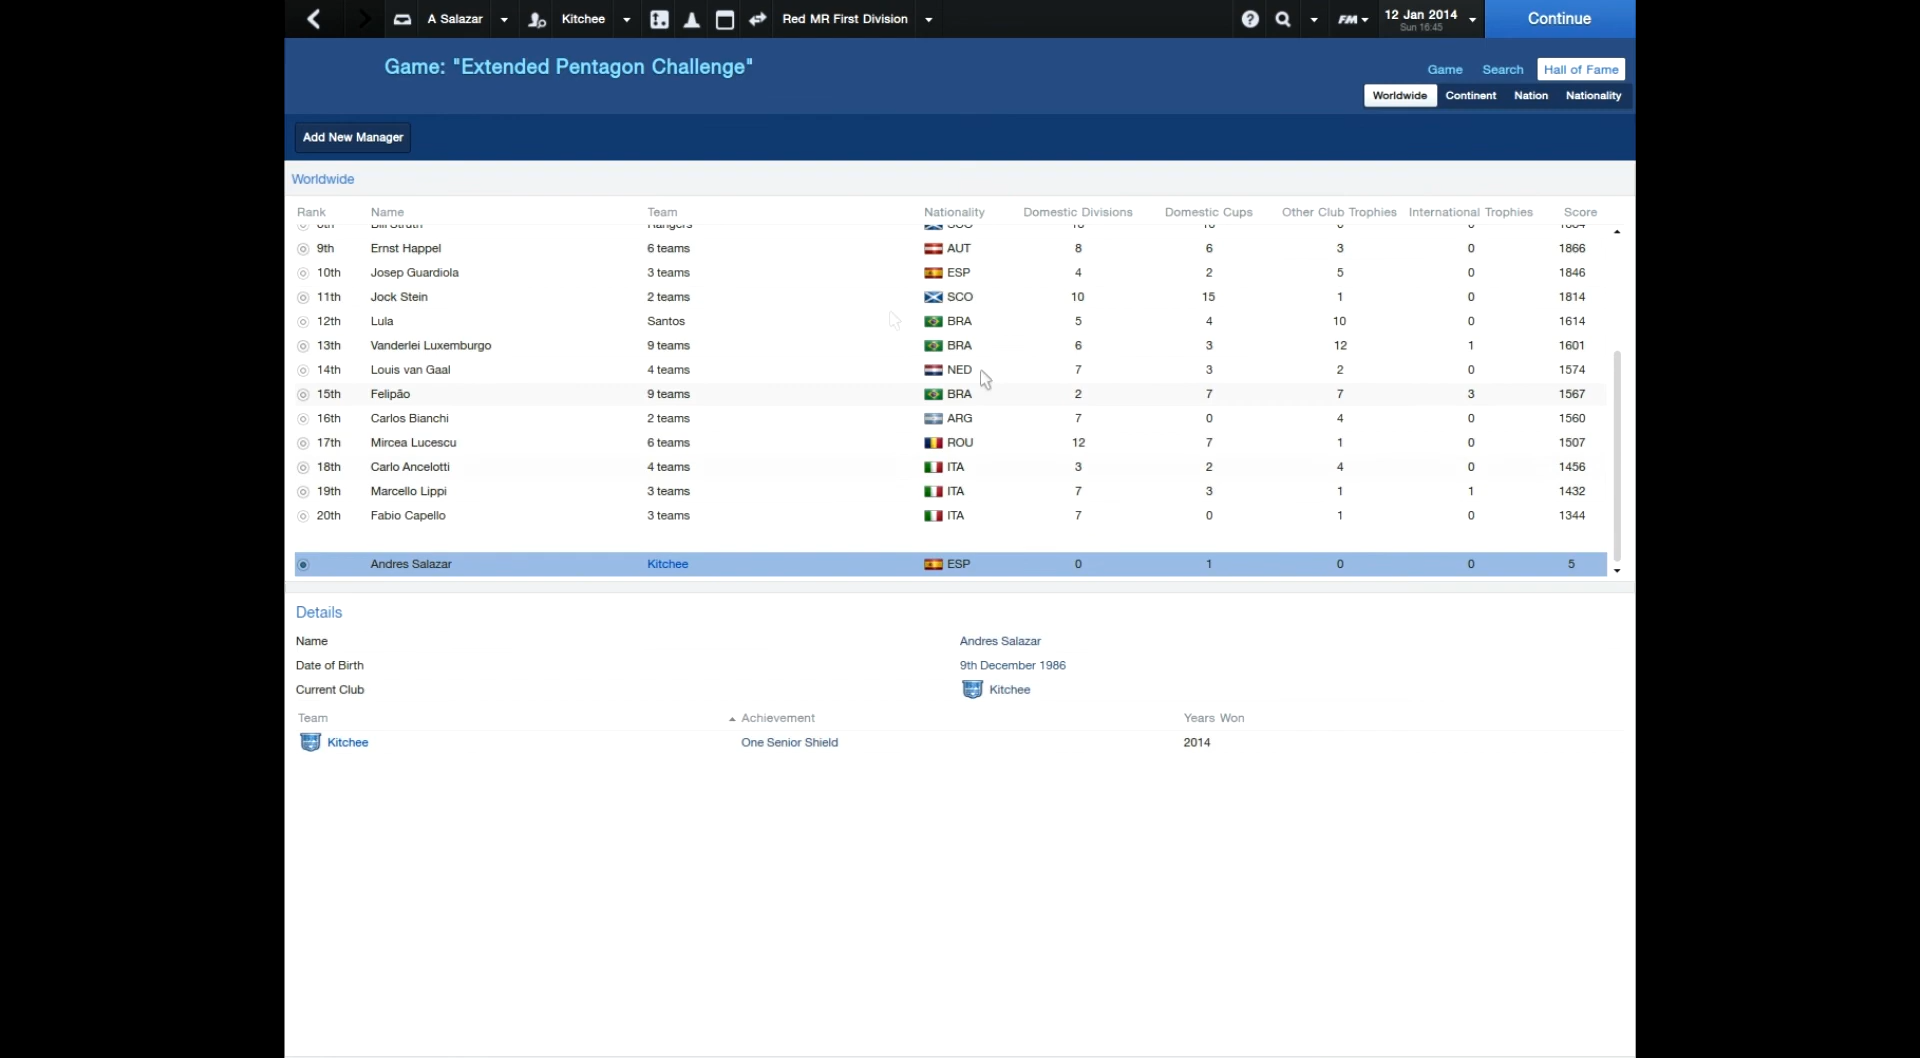 A Salazar Kitchee Red MR First Division FM 12 Jan 2014 Continue
Sun 16:45
Game: "Extended Pentagon Challenge"
Game Search Hall of Fame
Worldwide Continent Nation Nationality
Add New Manager
Worldwide
Rank Name Team Nationality Domestic Divisions Domestic Cups Other Club Trophies International Trophies Score
9th Ernst Happel 6 teams AUT 8 6 3 0 1866
10th Josep Guardiola 3 teams ESP 4 2 5 0 1846
11th Jock Stein 2 teams SCO 10 15 1 0 1814
12th Lula Santos BRA 5 4 10 0 1614
13th Vanderlei Luxemburgo 9 teams BRA 6 3 12 1 1601
14th Louis van Gaal 4 teams NED 7 3 2 0 1574
15th Felipão 9 teams BRA 2 7 7 3 1567
16th Carlos Bianchi 2 teams ARG 7 0 4 0 1560
17th Mircea Lucescu 6 teams ROU 12 7 1 0 1507
18th Carlo Ancelotti 4 teams ITA 3 2 4 0 1456
19th Marcello Lippi 3 teams ITA 7 3 1 1 1432
20th Fabio Capello 3 teams ITA 7 0 1 0 1344
Andres Salazar Kitchee ESP 0 1 0 0 5
Details
Name Andres Salazar
Date of Birth 9th December 1986
Current Club Kitchee
Team Achievement Years Won
Kitchee One Senior Shield 2014